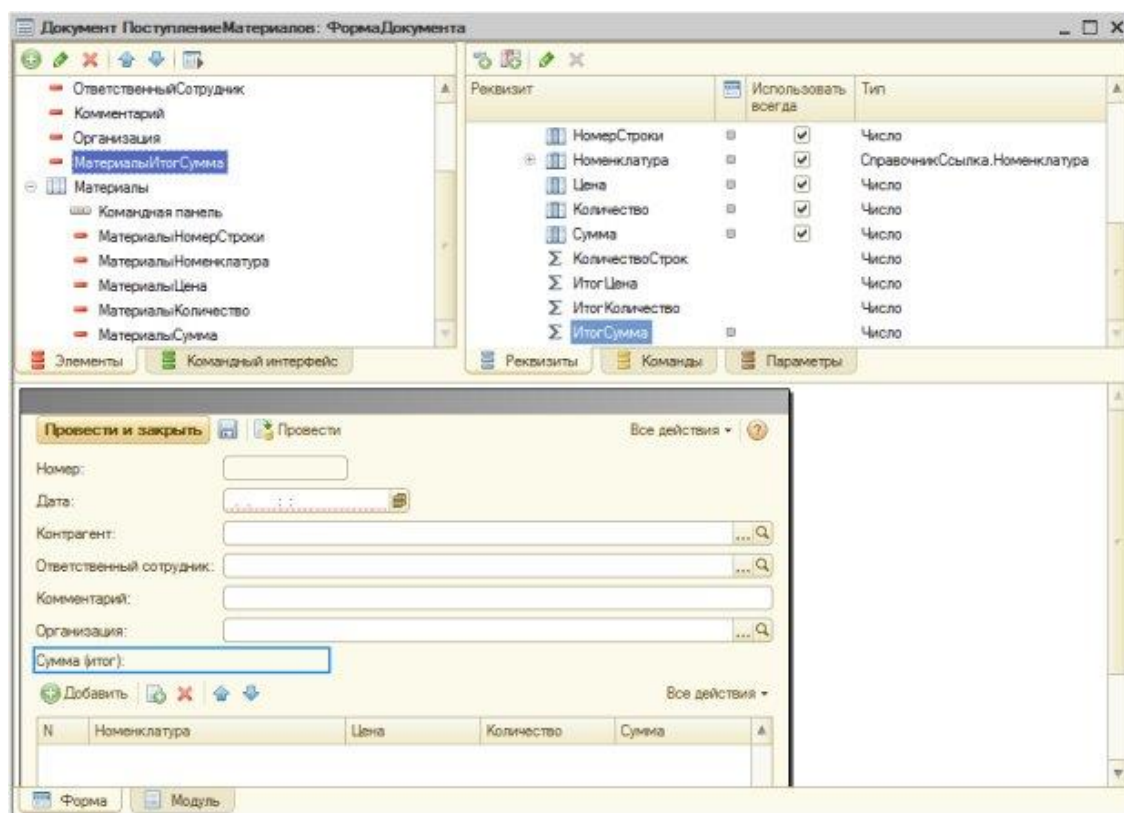 Документ ПоступлениеМатериалов: ФормаДокумента
ОтветственныйСотрудник
Комментарий
Организация
МатериалыИтогСумма
Материалы
Командная панель
МатериалыНомерСтроки
МатериалыНоменклатура
МатериалыЦена
МатериалыКоличество
МатериалыСумма
Элементы Командный интерфейс
Реквизит Использовать всегда Тип
НомерСтроки Число
Номенклатура СправочникСсылка.Номенклатура
Цена Число
Количество Число
Сумма Число
КоличествоСтрок Число
ИтогЦена Число
ИтогКоличество Число
ИтогСумма Число
Реквизиты Команды Параметры
Провести и закрыть Провести Все действия
Номер:
Дата:
Контрагент:
Ответственный сотрудник:
Комментарий:
Организация:
Сумма (итог):
Добавить Все действия
N Номенклатура Цена Количество Сумма
Форма Модуль